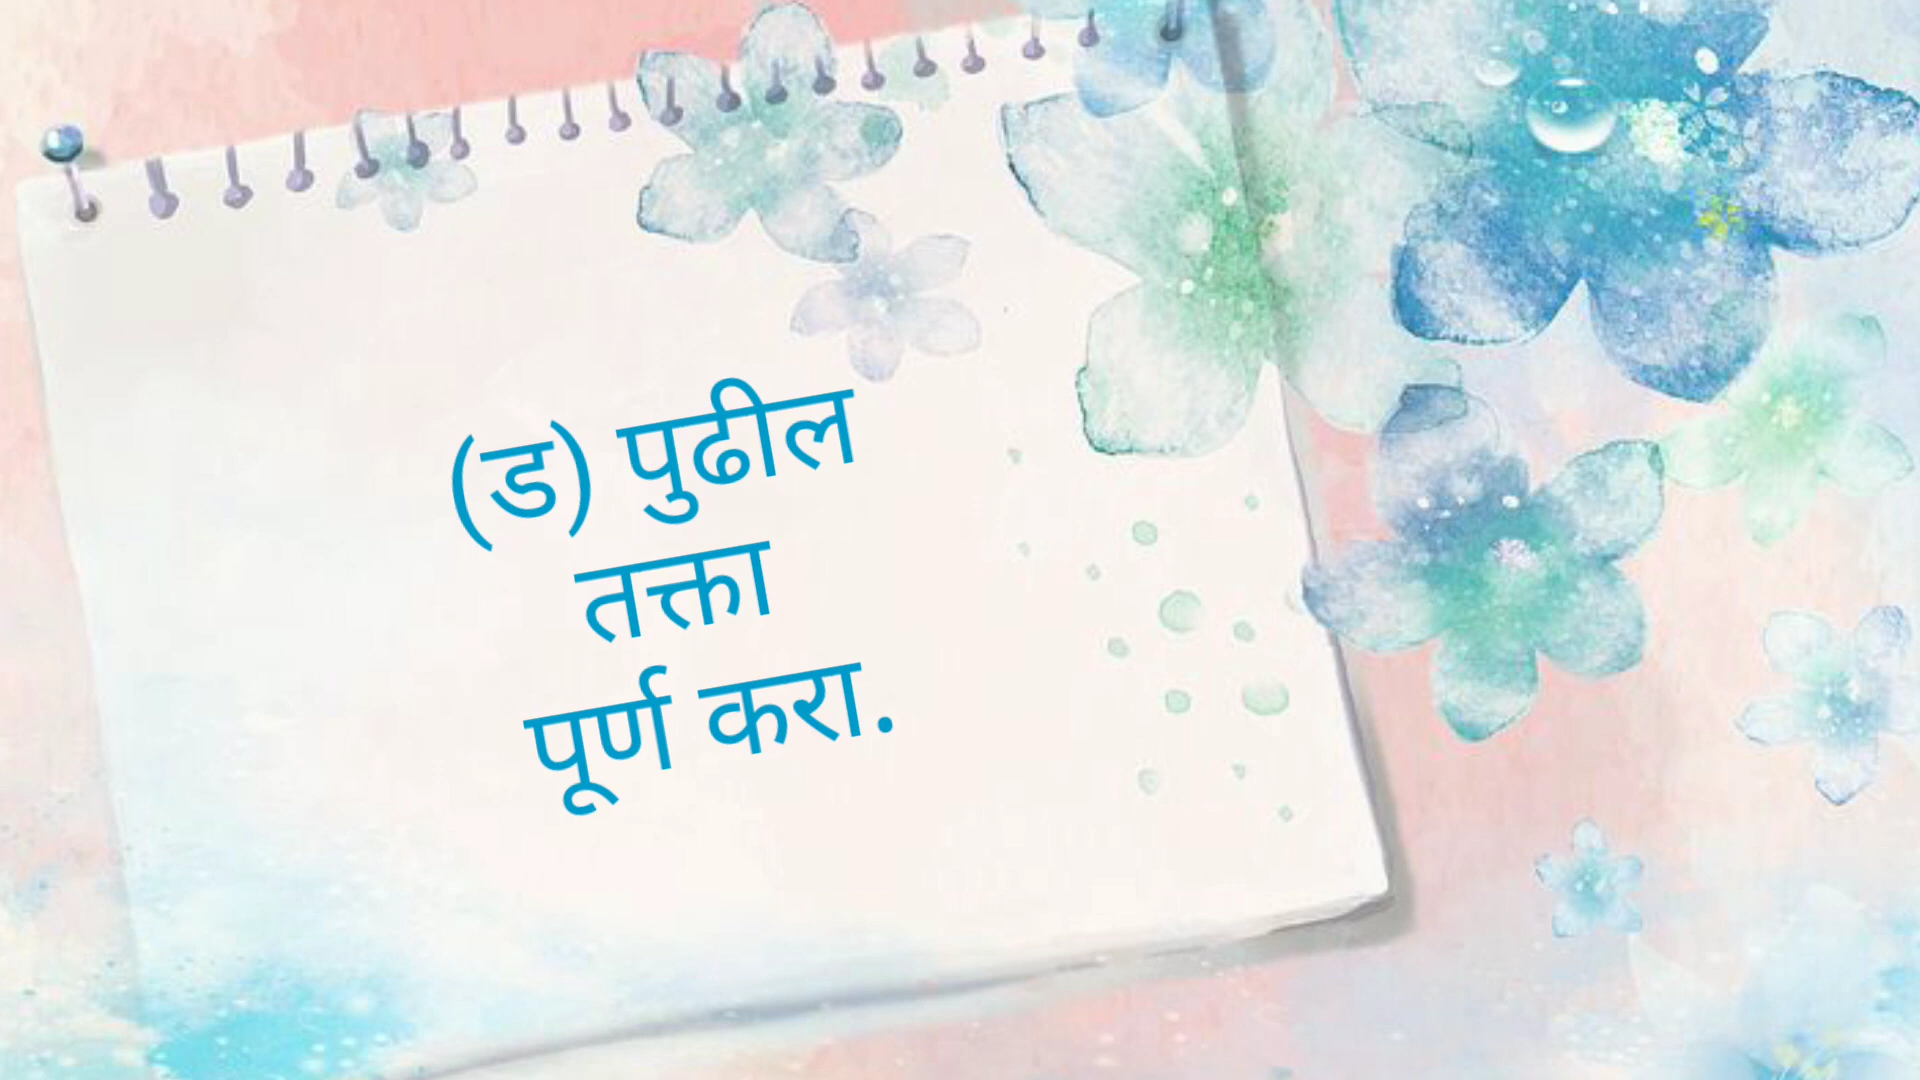 (ड) पुढील
तक्ता
पूर्ण करा.